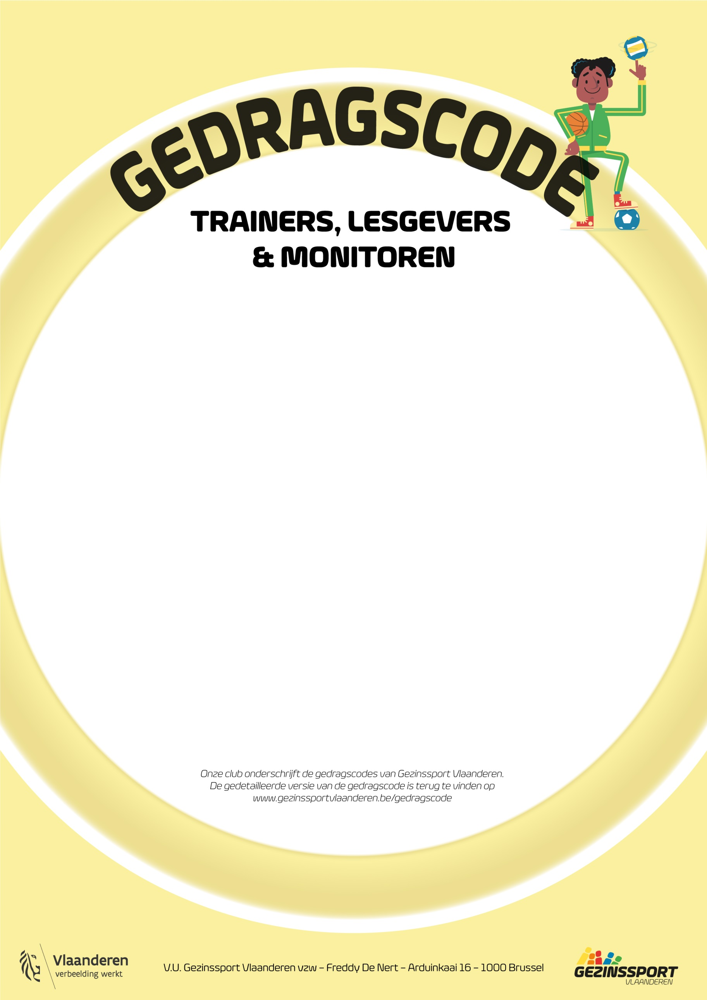 GEDRAGSCODE
TRAINERS, LESGEVERS
& MONITOREN
Onze club onderschrijft de gedragscodes van Gezinssport Vlaanderen.
De gedetailleerde versie van de gedragscode is terug te vinden op
www.gezinssportvlaanderen.be/gedragscode
Vlaanderen
verbeelding werkt
V.U. Gezinssport Vlaanderen vzw – Freddy De Nert – Arduinkaai 16 – 1000 Brussel
GEZINSSPORT
VLAANDEREN